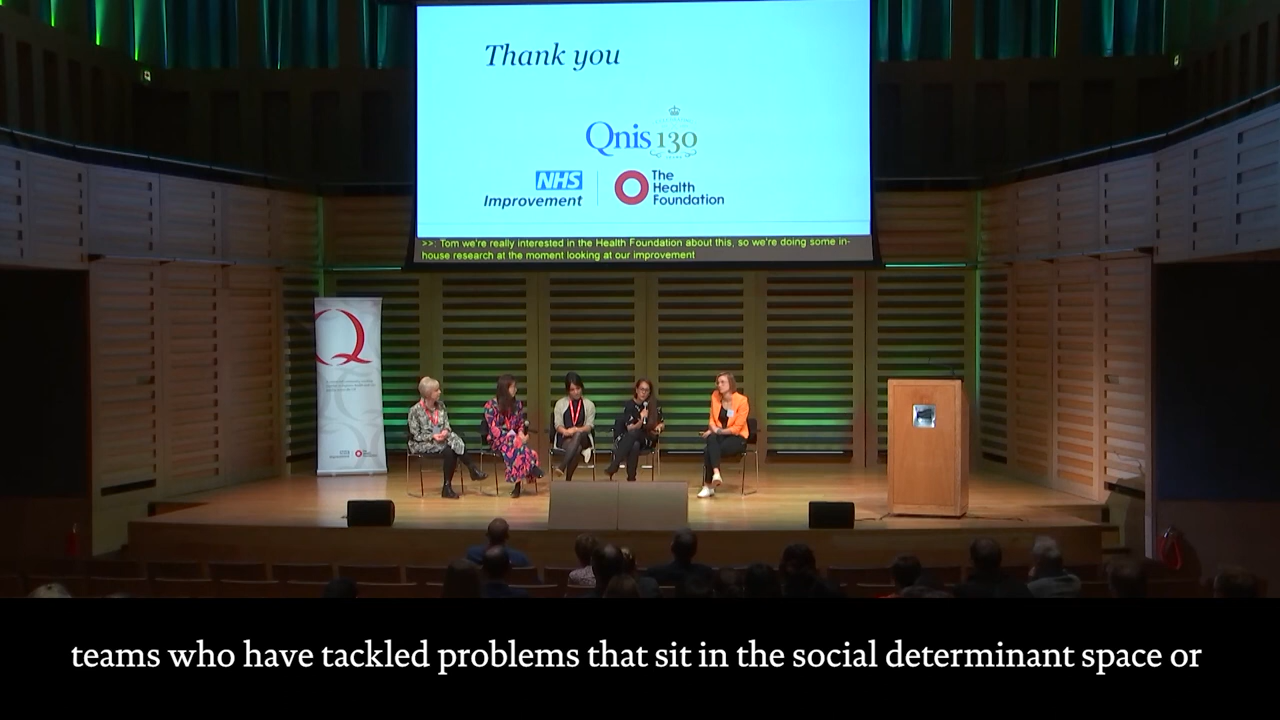 Thank you
Qnis 130
NHS
Improvement
The
Health
Foundation
>>: Tom we're really interested in the Health Foundation about this, so we're doing some in-
house research at the moment looking at our improvement
Q
teams who have tackled problems that sit in the social determinant space or